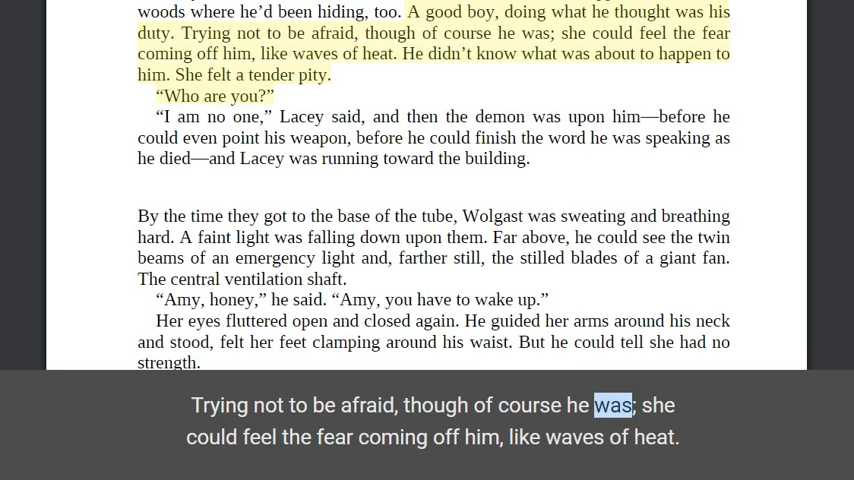 woods where he’d been hiding, too. A good boy, doing what he thought was his
duty. Trying not to be afraid, though of course he was; she could feel the fear
coming off him, like waves of heat. He didn’t know what was about to happen to
him. She felt a tender pity.
“Who are you?”
“I am no one,” Lacey said, and then the demon was upon him—before he
could even point his weapon, before he could finish the word he was speaking as
he died—and Lacey was running toward the building.
By the time they got to the base of the tube, Wolgast was sweating and breathing
hard. A faint light was falling down upon them. Far above, he could see the twin
beams of an emergency light and, farther still, the stilled blades of a giant fan.
The central ventilation shaft.
“Amy, honey,” he said. “Amy, you have to wake up.”
Her eyes fluttered open and closed again. He guided her arms around his neck
and stood, felt her feet clamping around his waist. But he could tell she had no
strength.
Trying not to be afraid, though of course he was; she
could feel the fear coming off him, like waves of heat.